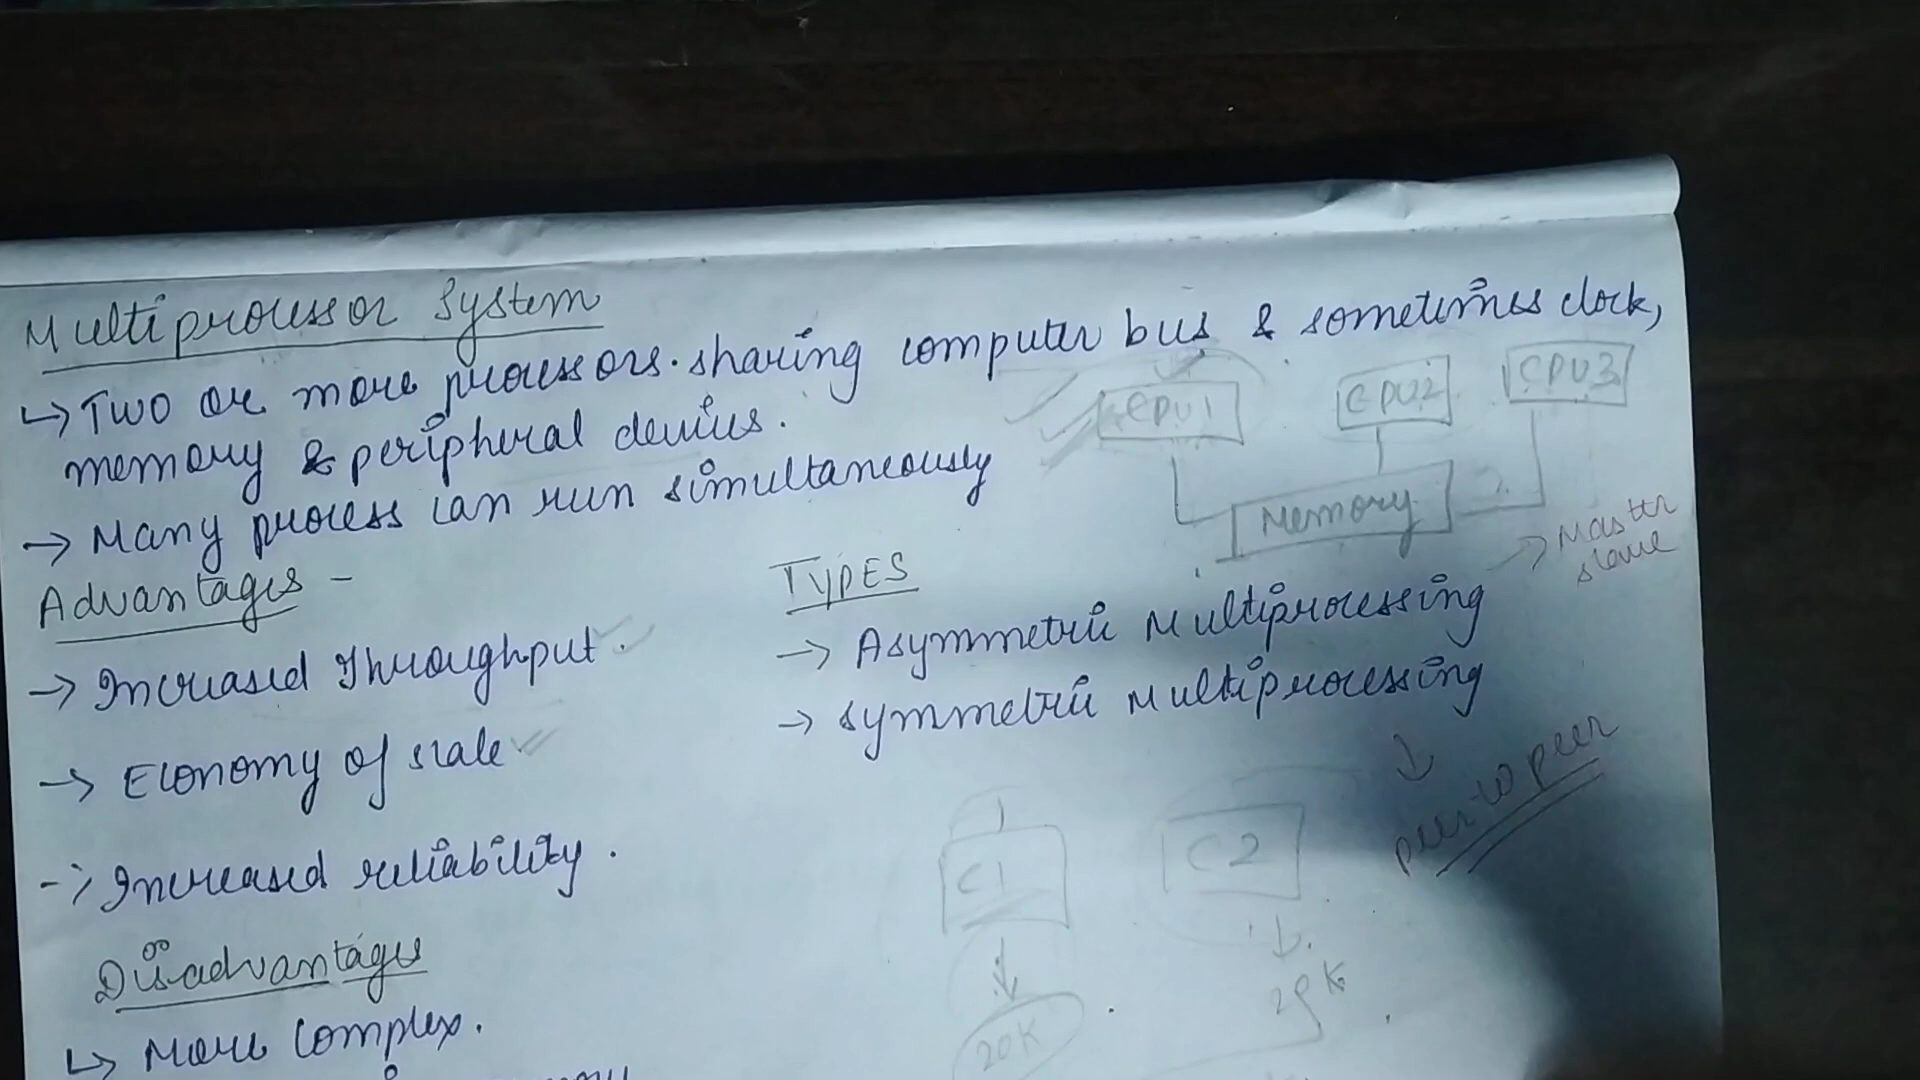 Multiprocessor System
↳ Two or more processors. sharing computer bus & sometimes clock,
memory & peripheral devices.
→ Many process can run simultaneously
CPU1
CPU2
CPU3
Memory
Advantages -
→ Increased Throughput.
→ Economy of scale
→ Increased reliability.
TYPES
→ Asymmetric Multiprocessing
→ Master
slave
→ Symmetric Multiprocessing
↓
peer to peer
C1
C2
20K
Disadvantages
↳ More Complex.